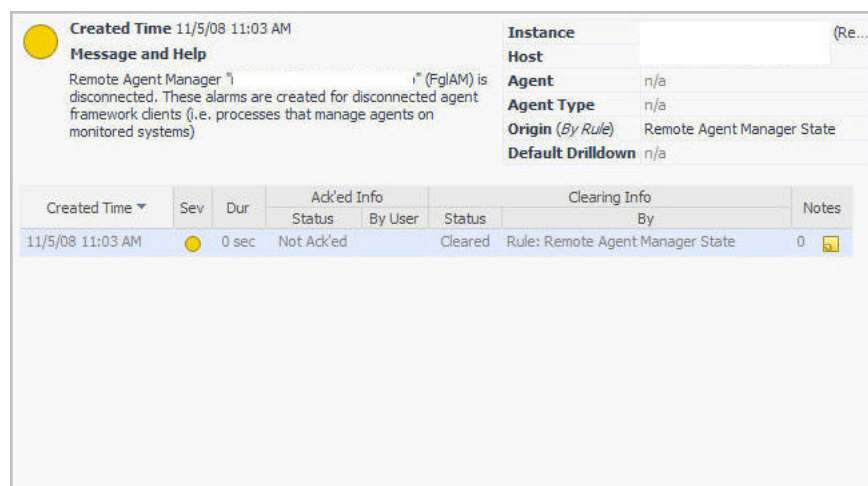 Created Time 11/5/08 11:03 AM
Message and Help
Remote Agent Manager "i ı" (FglAM) is
disconnected. These alarms are created for disconnected agent
framework clients (i.e. processes that manage agents on
monitored systems)
Instance (Re...
Host
Agent n/a
Agent Type n/a
Origin (By Rule) Remote Agent Manager State
Default Drilldown n/a
Created Time Sev Dur Ack'ed Info Clearing Info Notes
Status By User Status By
11/5/08 11:03 AM 0 sec Not Ack'ed Cleared Rule: Remote Agent Manager State 0